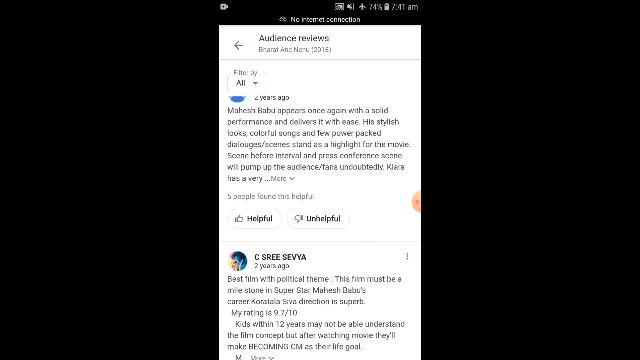 74% 7:41 am
No internet connection
Audience reviews
Bharat Ane Nenu (2018)
Filter by
All
2 years ago
Mahesh Babu appears once again with a solid
performance and delivers it with ease. His stylish
looks, colorful songs and few power packed
dialouges/scenes stand as a highlight for the movie.
Scene before interval and press conference scene
will pump up the audience/fans undoubtedly. Kiara
has a very ... More
5 people found this helpful.
Helpful Unhelpful
C SREE SEVYA
2 years ago
Best film with political theme . This film must be a
mile stone in Super Star Mahesh Babu's
career.Koratala Siva direction is superb.
My rating is 9.7/10
Kids within 12 years may not be able understand
the film concept but after watching movie they'll
make BECOMING CM as their life goal.
M... More